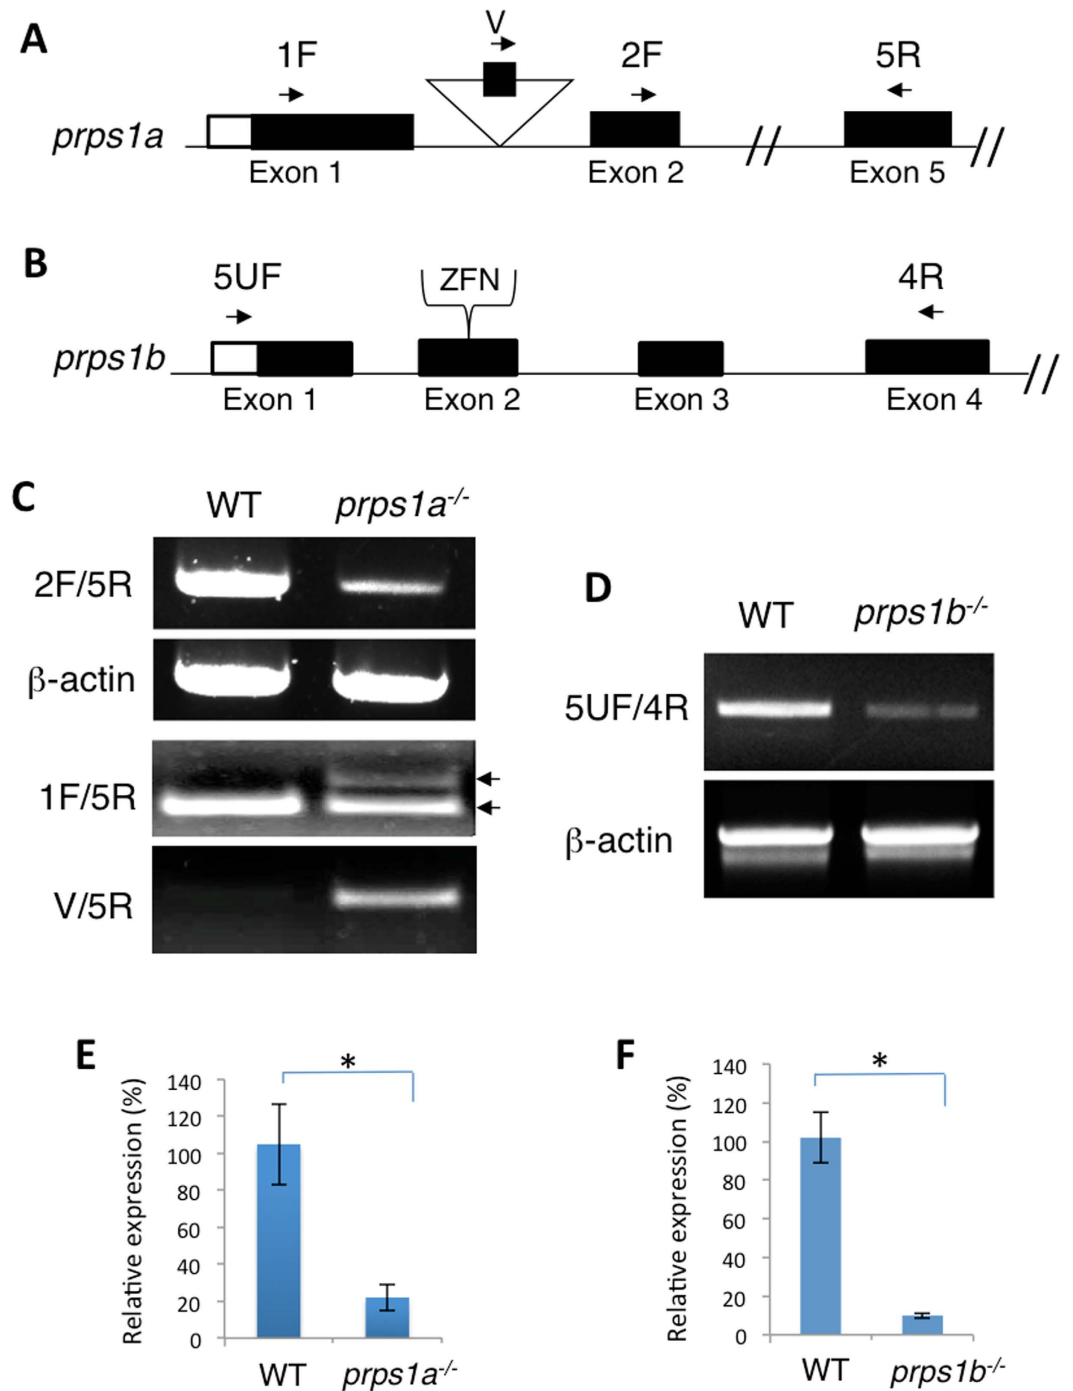 A
V
1F
2F
5R
prps1a
Exon 1
Exon 2
Exon 5
B
5UF
ZFN
4R
prps1b
Exon 1
Exon 2
Exon 3
Exon 4
C
WT
prps1a-/-
2F/5R
β-actin
1F/5R
V/5R
D
WT
prps1b-/-
5UF/4R
β-actin
E
*
Relative expression (%)
140
120
100
80
60
40
20
0
WT
prps1a-/-
F
*
Relative expression (%)
140
120
100
80
60
40
20
0
WT
prps1b-/-